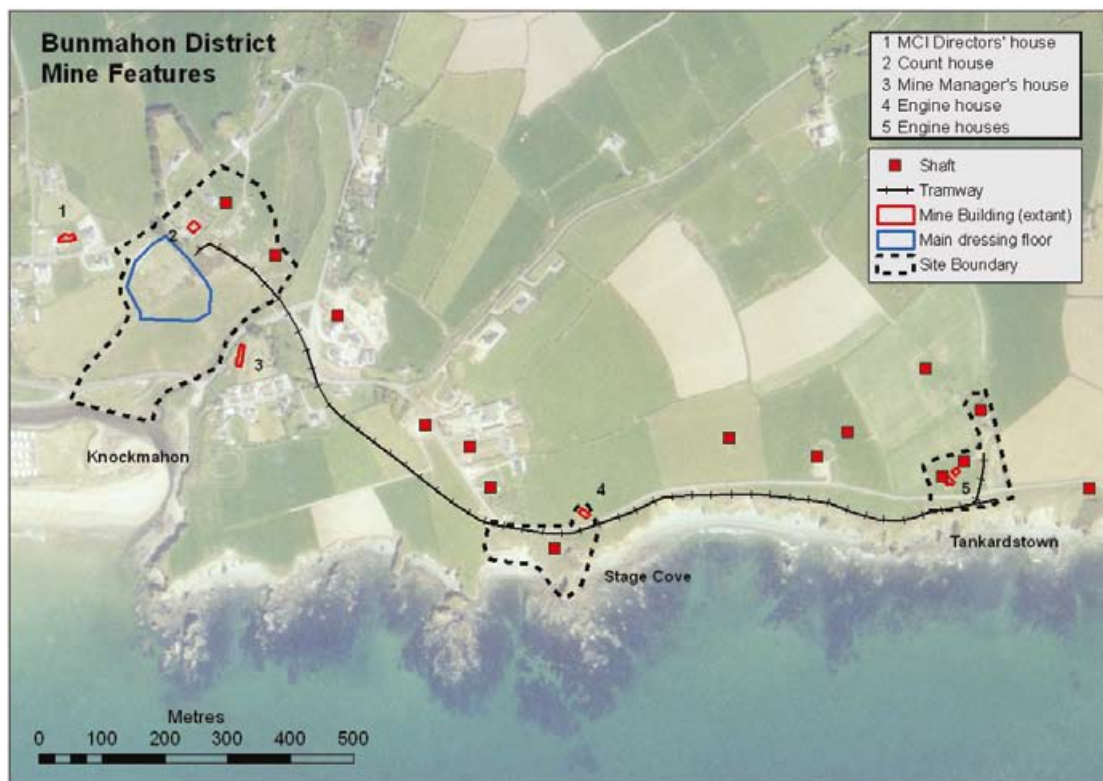 Bunmahon District
Mine Features
1 MCI Directors' house
2 Count house
3 Mine Manager's house
4 Engine house
5 Engine houses
Shaft
Tramway
Mine Building (extant)
Main dressing floor
Site Boundary
1
2
3
Knockmahon
4
5
Tankardstown
Stage Cove
Metres
0 100 200 300 400 500